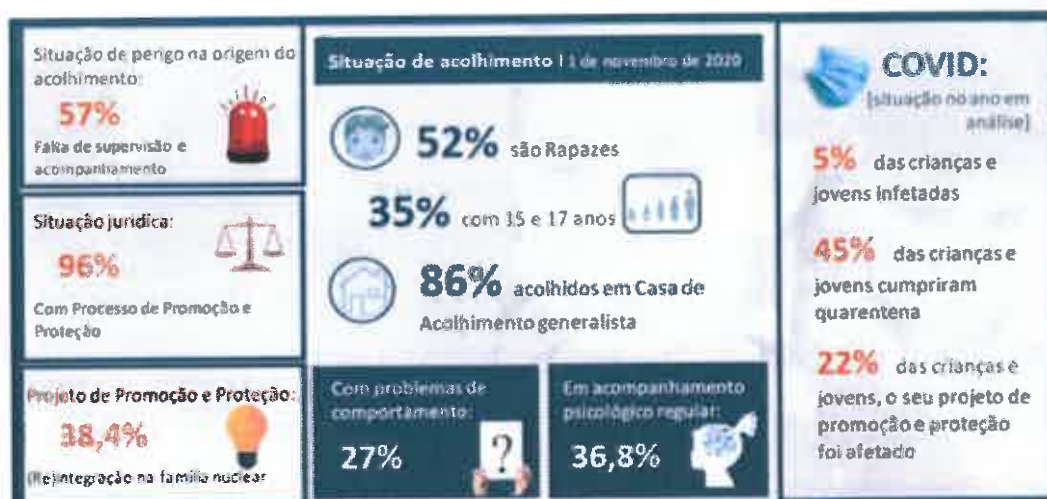 Situação de perigo na origem do
acolhimento:
57%
Falta de supervisão e
acompanhamento
Situação jurídica:
96%
Com Processo de Promoção e
Proteção
Projeto de Promoção e Proteção:
38,4%
(Re)integração na família nuclear
Situação de acolhimento | 1 de novembro de 2020
52% são Rapazes
35% com 15 e 17 anos
86% acolhidos em Casa de
Acolhimento generalista
Com problemas de
comportamento:
27%
?
Em acompanhamento
psicológico regular:
36,8%
COVID:
[situação no ano em
análise]
5% das crianças e
jovens infetadas
45% das crianças e
jovens cumpriram
quarentena
22% das crianças e
jovens, o seu projeto de
promoção e proteção
foi afetado